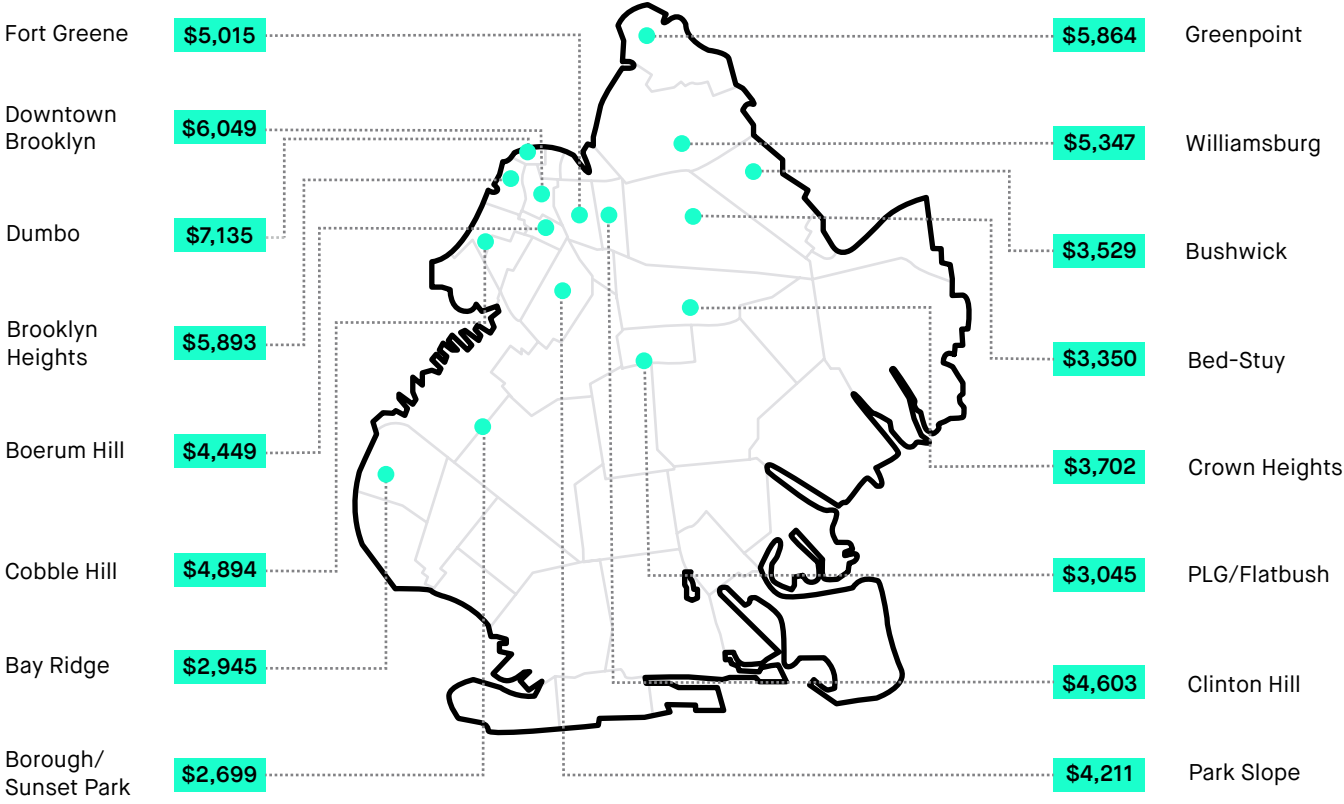 Fort Greene
$5,015
Downtown
Brooklyn
$6,049
Dumbo
$7,135
Brooklyn
Heights
$5,893
Boerum Hill
$4,449
Cobble Hill
$4,894
Bay Ridge
$2,945
Borough/
Sunset Park
$2,699
$5,864
Greenpoint
$5,347
Williamsburg
$3,529
Bushwick
$3,350
Bed-Stuy
$3,702
Crown Heights
$3,045
PLG/Flatbush
$4,603
Clinton Hill
$4,211
Park Slope